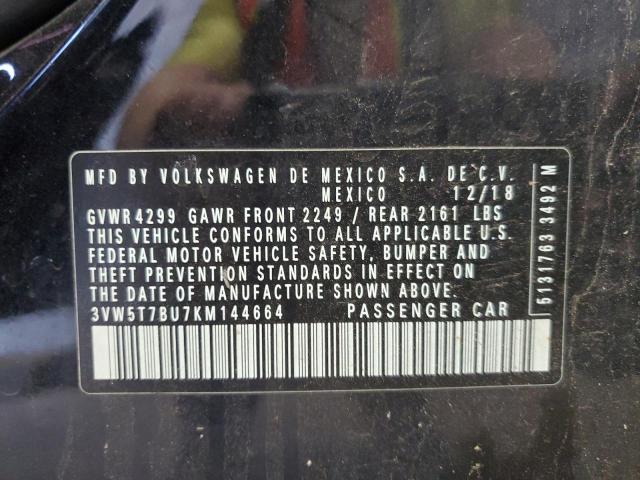 MFD BY VOLKSWAGEN DE MEXICO S.A. DE C.V.
MEXICO 12/18
GVWR 4299 GAWR FRONT 2249 / REAR 2161 LBS
THIS VEHICLE CONFORMS TO ALL APPLICABLE U.S.
FEDERAL MOTOR VEHICLE SAFETY, BUMPER AND
THEFT PREVENTION STANDARDS IN EFFECT ON
THE DATE OF MANUFACTURE SHOWN ABOVE.
3VW5T7BU7KM144664 PASSENGER CAR
5131763 3492 M